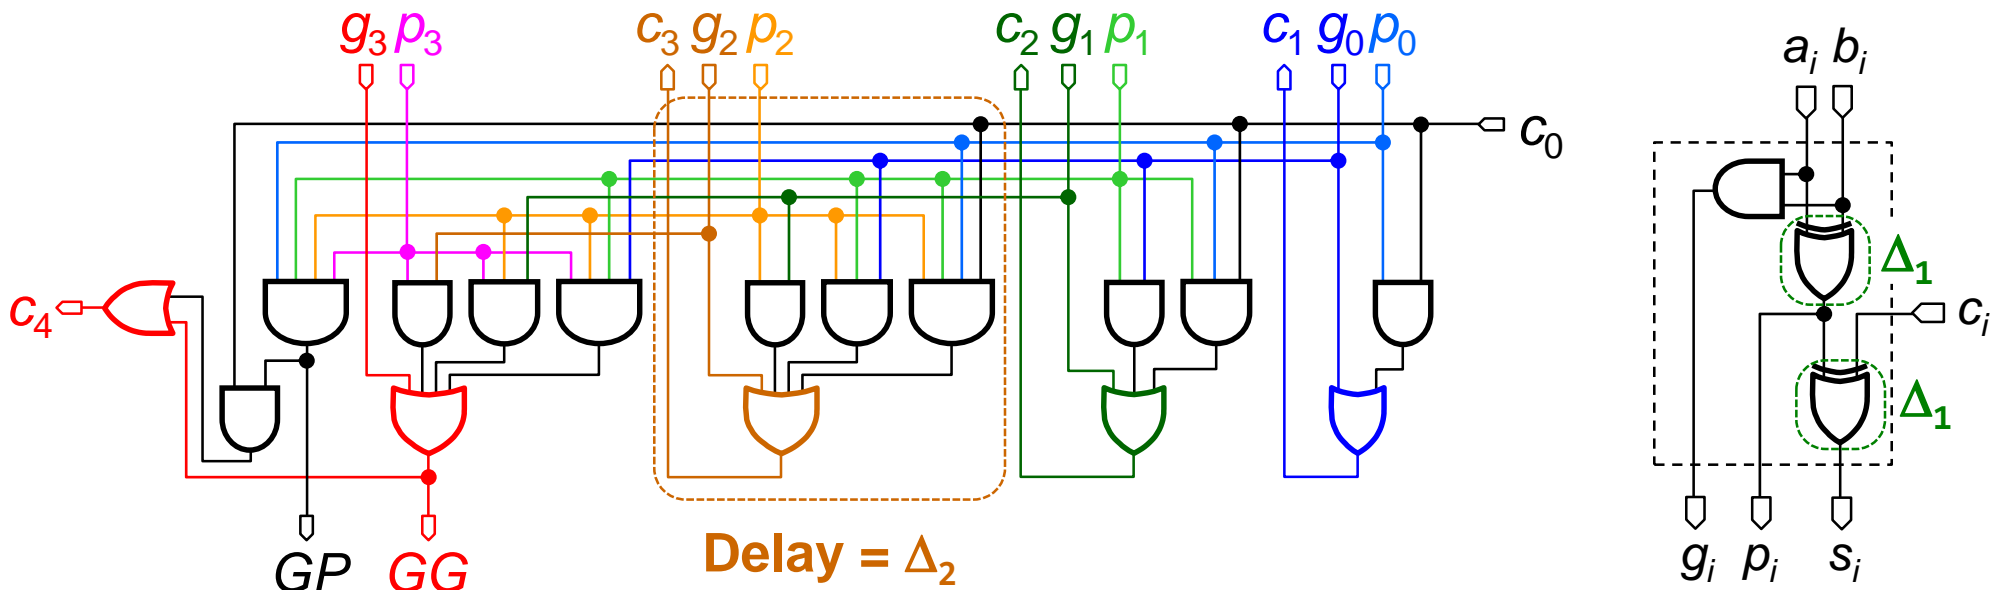 g₃ p₃ c₃ g₂ p₂ c₂ g₁ p₁ c₁ g₀ p₀
c₀
c₄
GP GG
Delay = Δ₂
aᵢ bᵢ
Δ₁
cᵢ
Δ₁
gᵢ pᵢ sᵢ